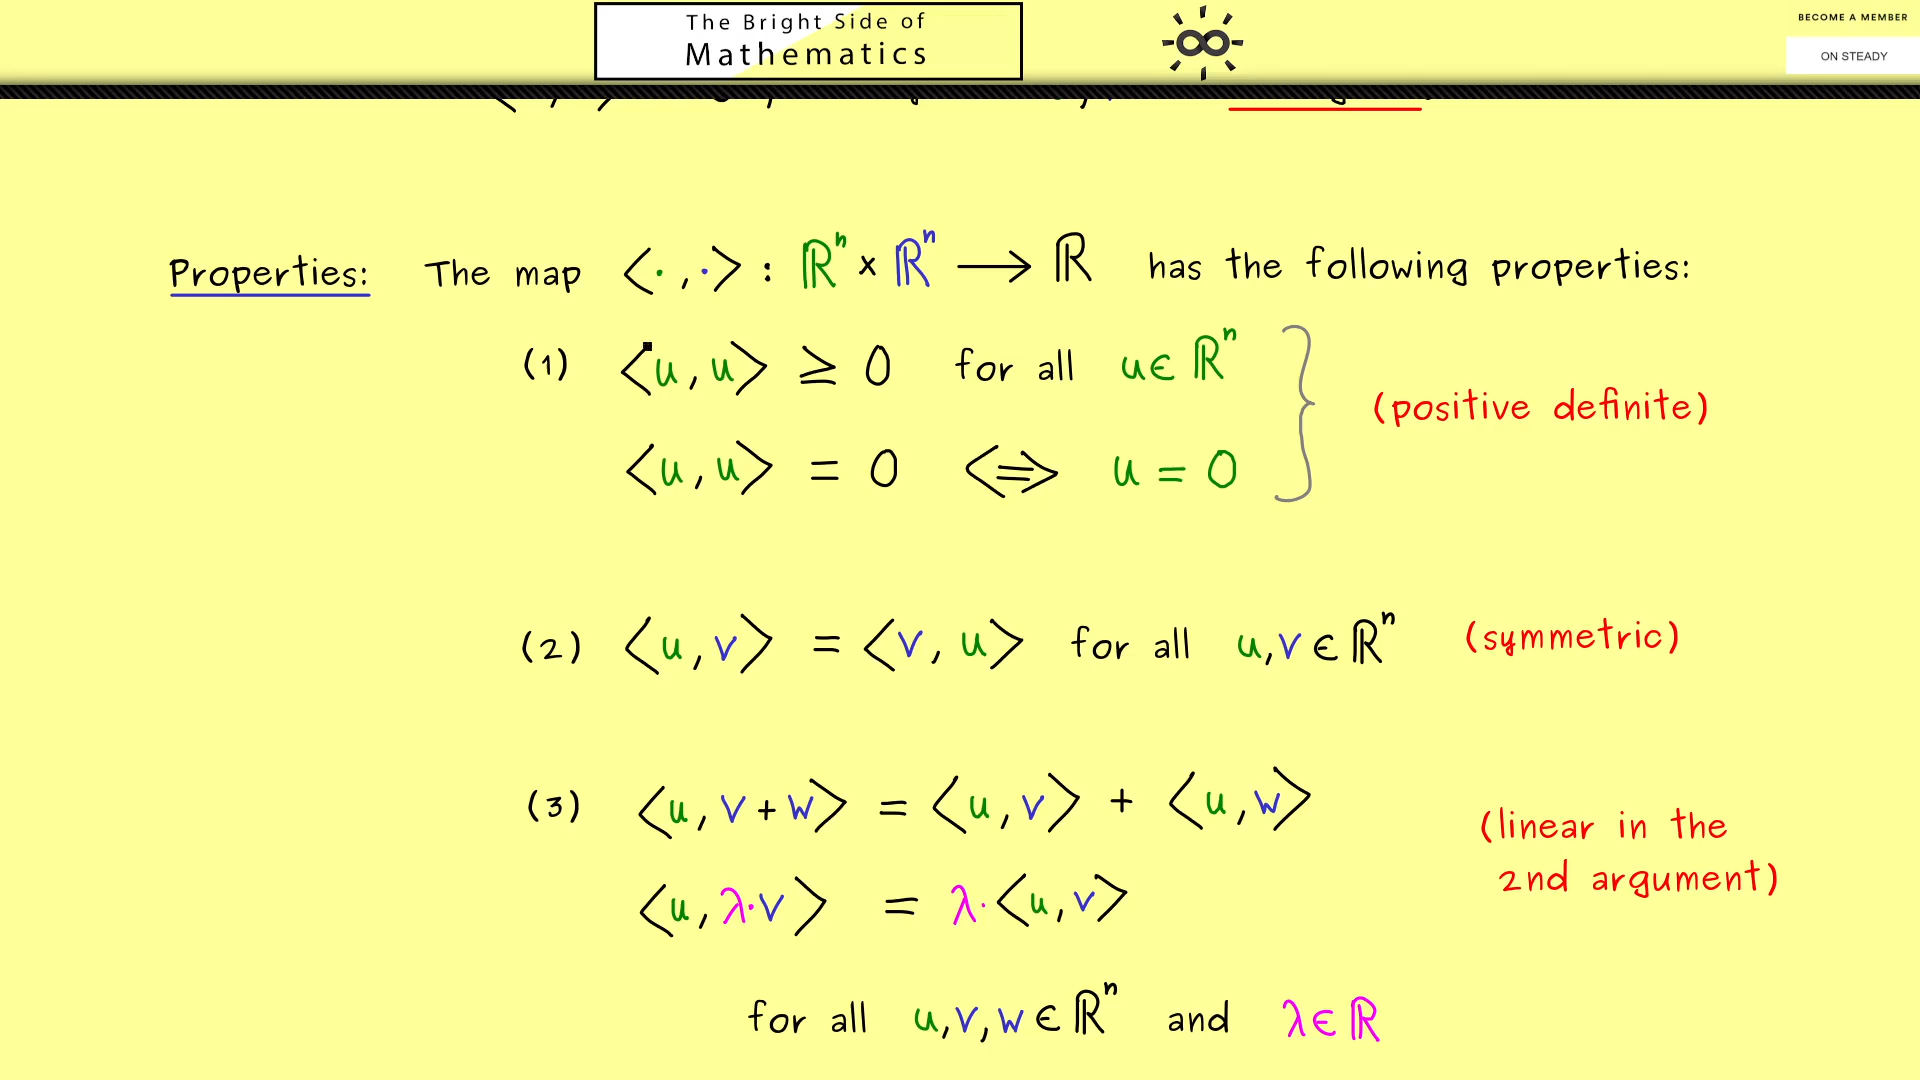 The Bright Side of
Mathematics
BECOME A MEMBER
ON STEADY
Properties: The map <·,·> : ℝⁿ × ℝⁿ ⟶ ℝ has the following properties:
(1) <u, u> ≥ 0 for all u ∈ ℝⁿ
<u, u> = 0 ⟺ u = 0
(positive definite)
(2) <u, v> = <v, u> for all u, v ∈ ℝⁿ (symmetric)
(3) <u, v + w> = <u, v> + <u, w>
<u, λ·v> = λ·<u, v>
(linear in the
2nd argument)
for all u, v, w ∈ ℝⁿ and λ ∈ ℝ